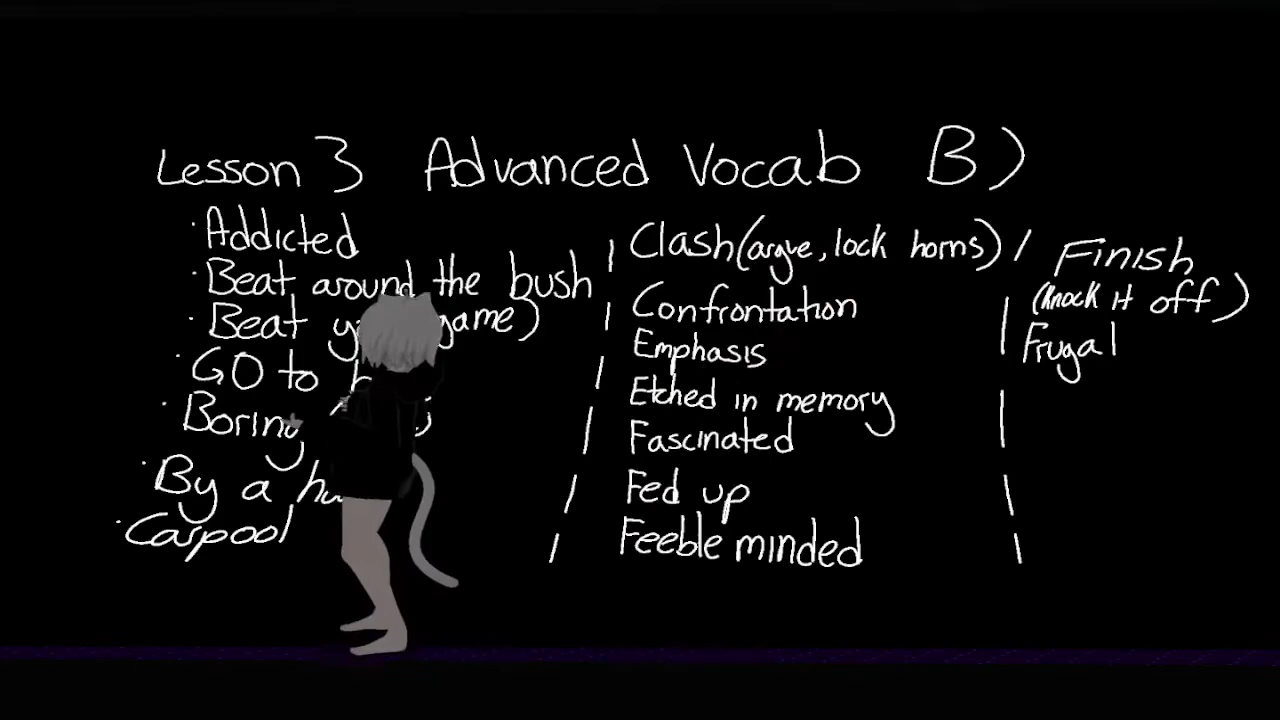 Lesson 3 Advanced Vocab B)
· Addicted
· Beat around the bush
· Beat game)
· GO to
· Boring
· By a
· Carpool
Clash (argue, lock horns)
Confrontation
Emphasis
Etched in memory
Fascinated
Fed up
Feeble minded
Finish
(knock it off)
Frugal